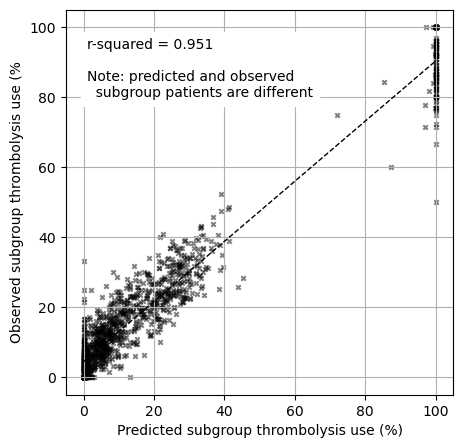 r-squared = 0.951
Note: predicted and observed
subgroup patients are different
Observed subgroup thrombolysis use (%
100
80
60
40
20
0
0 20 40 60 80 100
Predicted subgroup thrombolysis use (%)